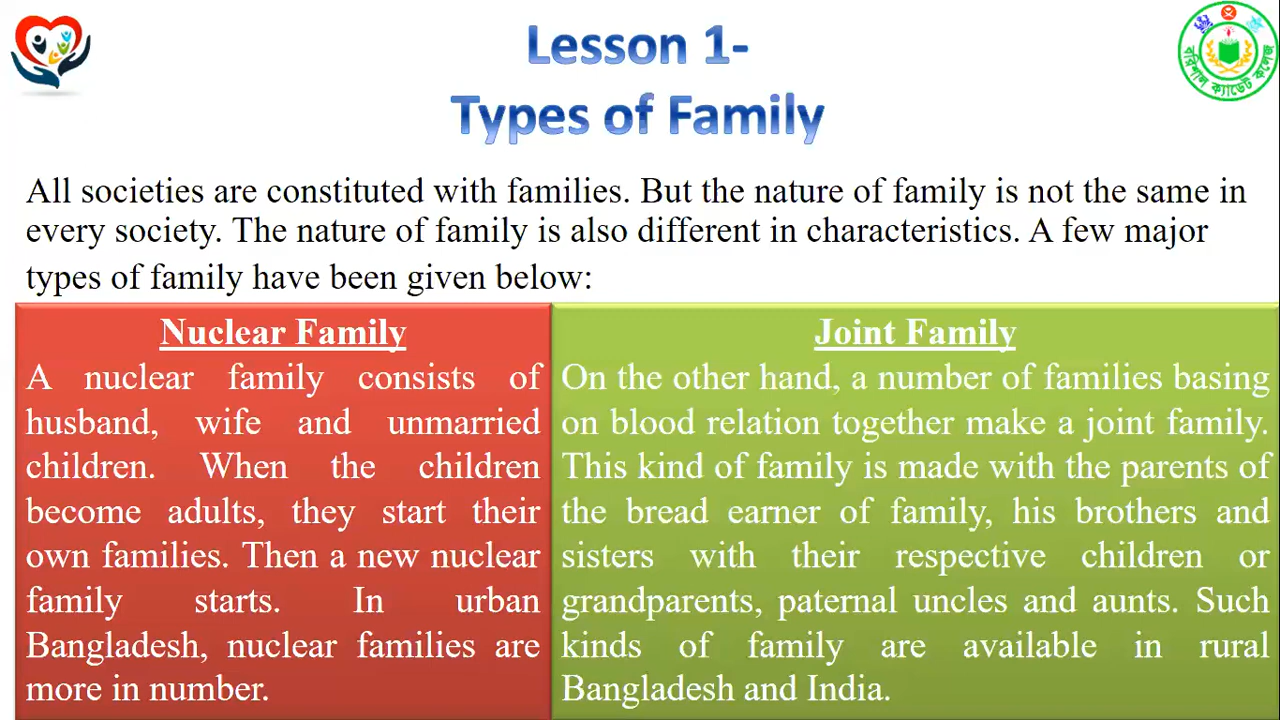 Lesson 1-
Types of Family
বরিশাল ক্যাডেট কলেজ
All societies are constituted with families. But the nature of family is not the same in
every society. The nature of family is also different in characteristics. A few major
types of family have been given below:
Nuclear Family
A nuclear family consists of
husband, wife and unmarried
children. When the children
become adults, they start their
own families. Then a new nuclear
family starts. In urban
Bangladesh, nuclear families are
more in number.
Joint Family
On the other hand, a number of families basing
on blood relation together make a joint family.
This kind of family is made with the parents of
the bread earner of family, his brothers and
sisters with their respective children or
grandparents, paternal uncles and aunts. Such
kinds of family are available in rural
Bangladesh and India.